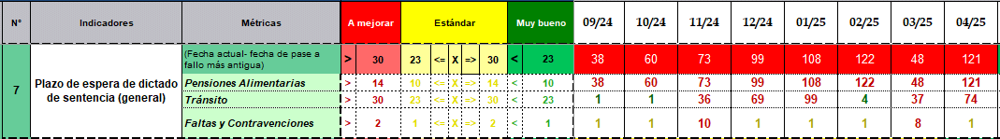 N° Indicadores Métricas A mejorar Estándar Muy bueno 09/24 10/24 11/24 12/24 01/25 02/25 03/25 04/25
7 Plazo de espera de dictado de sentencia (general)
(Fecha actual- fecha de pase a fallo más antigua) > 30 23 <= X => 30 < 23 38 60 73 99 108 122 48 121
Pensiones Alimentarias > 14 10 <= X => 14 < 10 38 60 73 99 108 122 48 121
Tránsito > 30 23 <= X => 30 < 23 1 1 36 69 99 4 37 74
Faltas y Contravenciones > 2 1 <= X => 2 < 1 1 1 10 1 1 1 8 1